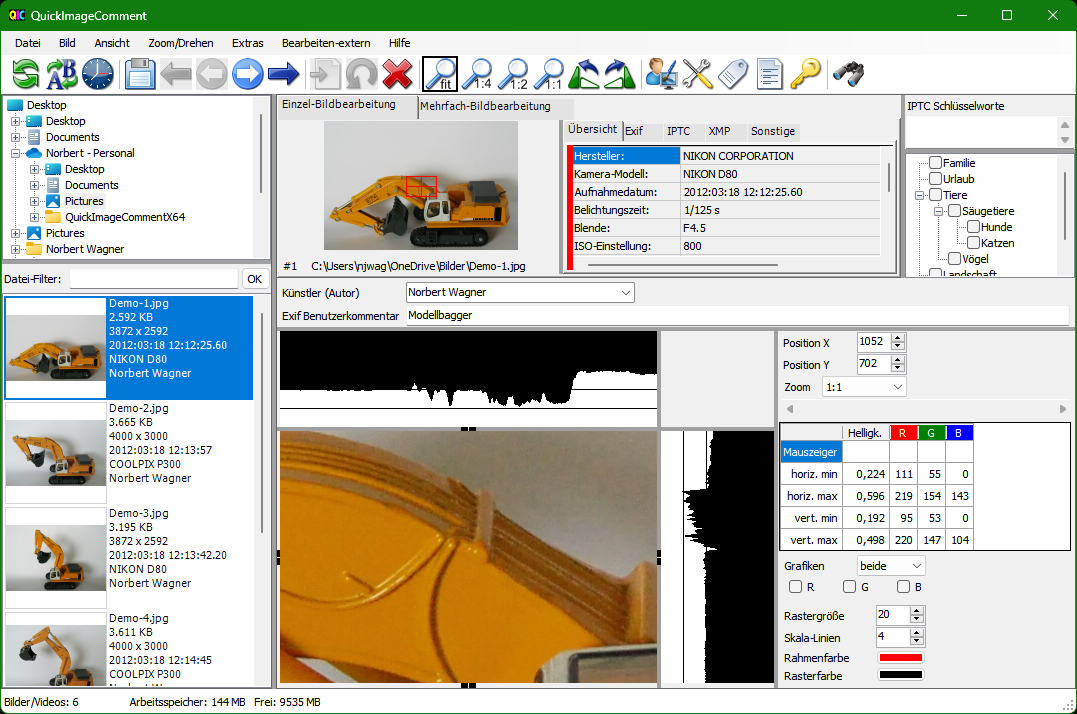 QuickImageComment
Datei Bild Ansicht Zoom/Drehen Extras Bearbeiten-extern Hilfe
fit 1:4 1:2 1:1
Desktop
Desktop
Documents
Norbert - Personal
Desktop
Documents
Pictures
QuickImageCommentX64
Pictures
Norbert Wagner
Datei-Filter: OK
Demo-1.jpg
2.592 KB
3872 x 2592
2012:03:18 12:12:25.60
NIKON D80
Norbert Wagner
Demo-2.jpg
3.665 KB
4000 x 3000
2012:03:18 12:13:57
COOLPIX P300
Norbert Wagner
Demo-3.jpg
3.195 KB
3872 x 2592
2012:03:18 12:13:42.20
NIKON D80
Norbert Wagner
Demo-4.jpg
3.611 KB
4000 x 3000
2012:03:18 12:14:45
COOLPIX P300
Einzel-Bildbearbeitung Mehrfach-Bildbearbeitung
#1 C:\Users\njwag\OneDrive\Bilder\Demo-1.jpg
Übersicht Exif IPTC XMP Sonstige
Hersteller: NIKON CORPORATION
Kamera-Modell: NIKON D80
Aufnahmedatum: 2012:03:18 12:12:25.60
Belichtungszeit: 1/125 s
Blende: F4.5
ISO-Einstellung: 800
IPTC Schlüsselworte
Familie
Urlaub
Tiere
Säugetiere
Hunde
Katzen
Vögel
Landschaft
Künstler (Autor) Norbert Wagner
Exif Benutzerkommentar Modellbagger
Position X 1052
Position Y 702
Zoom 1:1
Helligk. R G B
Mauszeiger
horiz. min 0,224 111 55 0
horiz. max 0,596 219 154 143
vert. min 0,192 95 53 0
vert. max 0,498 220 147 104
Grafiken beide
R G B
Rastergröße 20
Skala-Linien 4
Rahmenfarbe
Rasterfarbe
Bilder/Videos: 6 Arbeitsspeicher: 144 MB Frei: 9535 MB